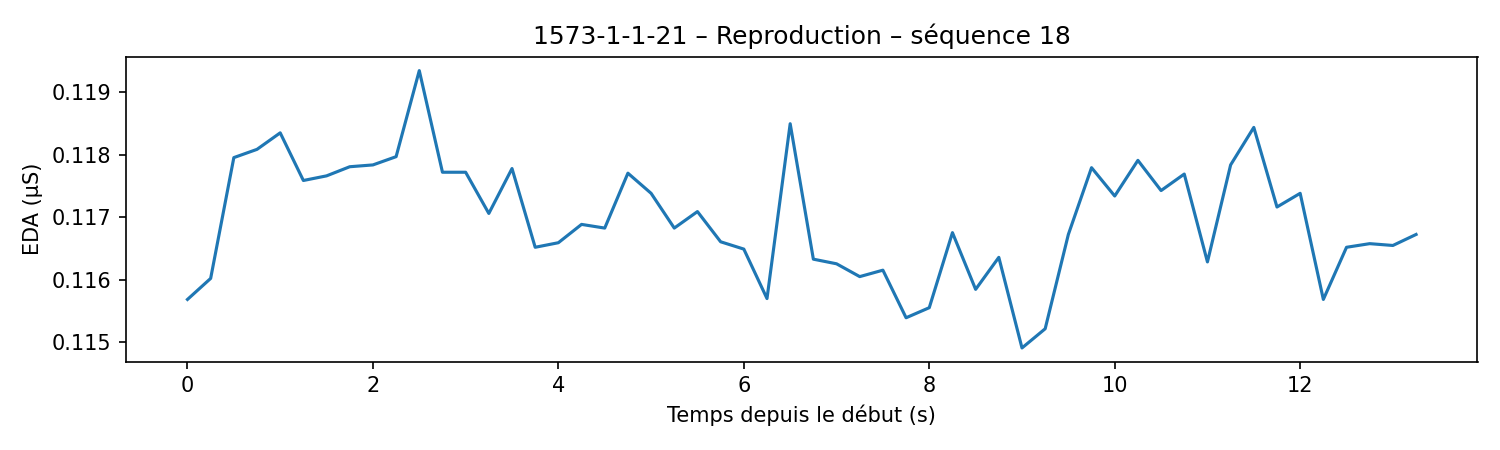 1573-1-1-21 – Reproduction – séquence 18
EDA (µS)
0.119
0.118
0.117
0.116
0.115
0 2 4 6 8 10 12
Temps depuis le début (s)